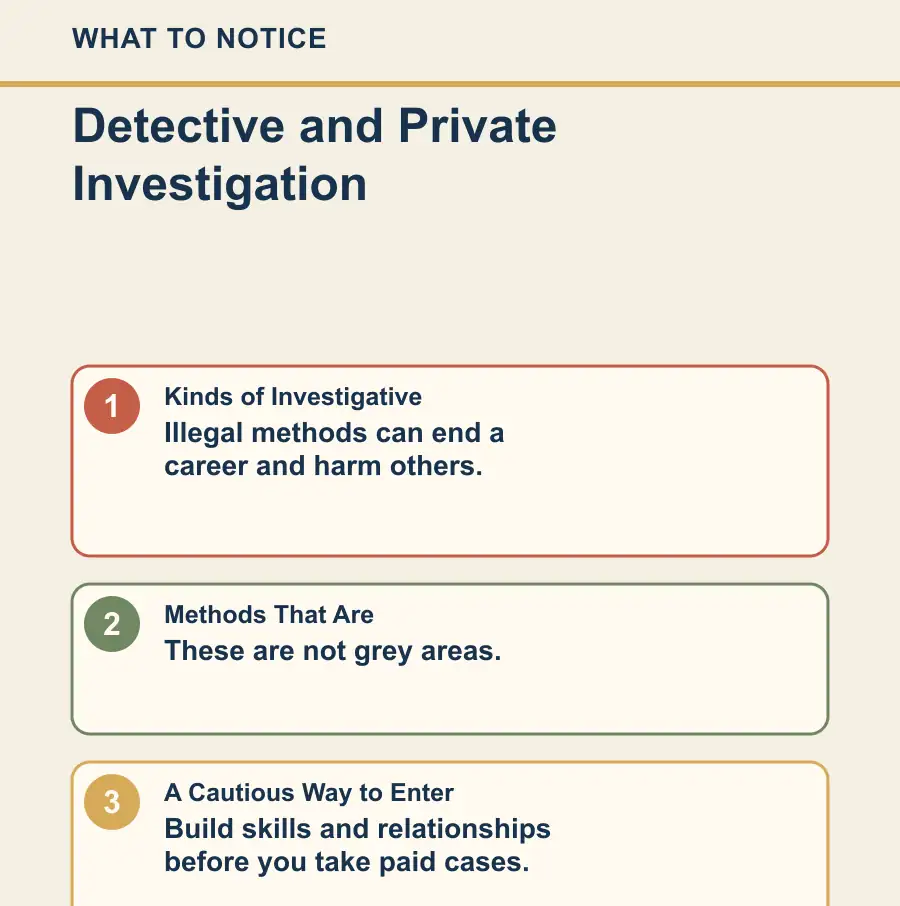 WHAT TO NOTICE
Detective and Private
Investigation
1
Kinds of Investigative
Illegal methods can end a
career and harm others.
2
Methods That Are
These are not grey areas.
3
A Cautious Way to Enter
Build skills and relationships
before you take paid cases.